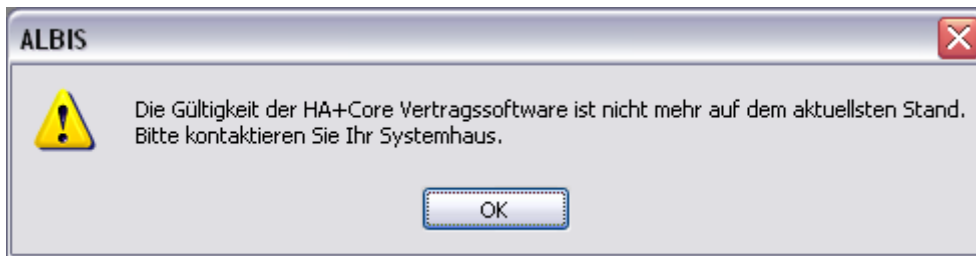 ALBIS
Die Gültigkeit der HA+Core Vertragssoftware ist nicht mehr auf dem aktuellsten Stand.
Bitte kontaktieren Sie Ihr Systemhaus.
OK